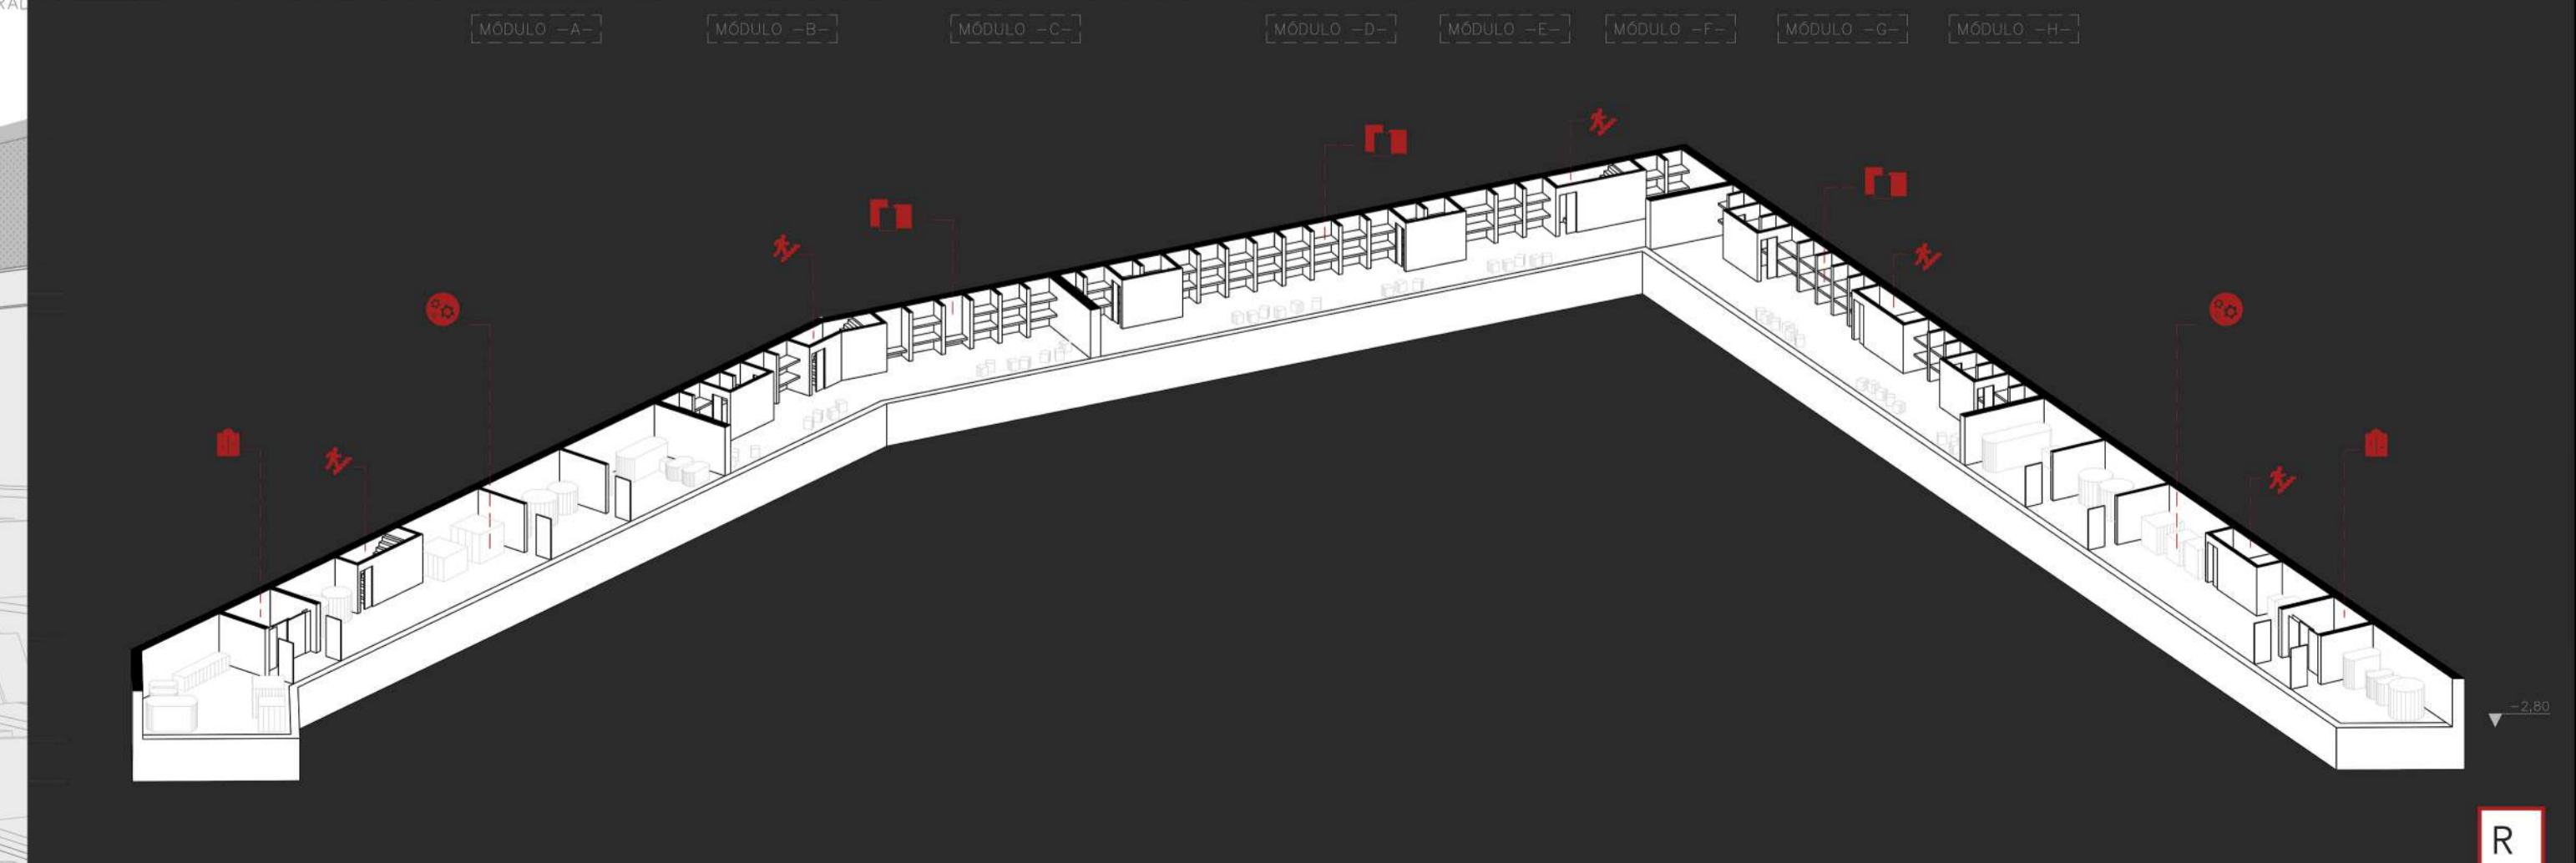 MÓDULO -A-
MÓDULO -B-
MÓDULO -C-
MÓDULO -D-
MÓDULO -E-
MÓDULO -F-
MÓDULO -G-
MÓDULO -H-
-2,80
R